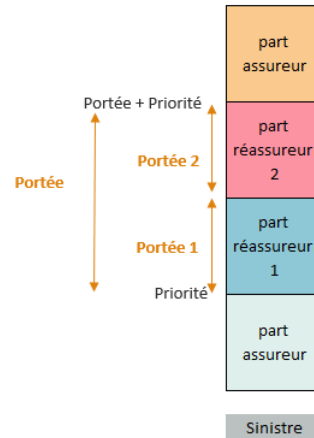 part
assureur
Portée + Priorité
part
réassureur
2
Portée 2
Portée
part
réassureur
1
Portée 1
Priorité
part
assureur
Sinistre